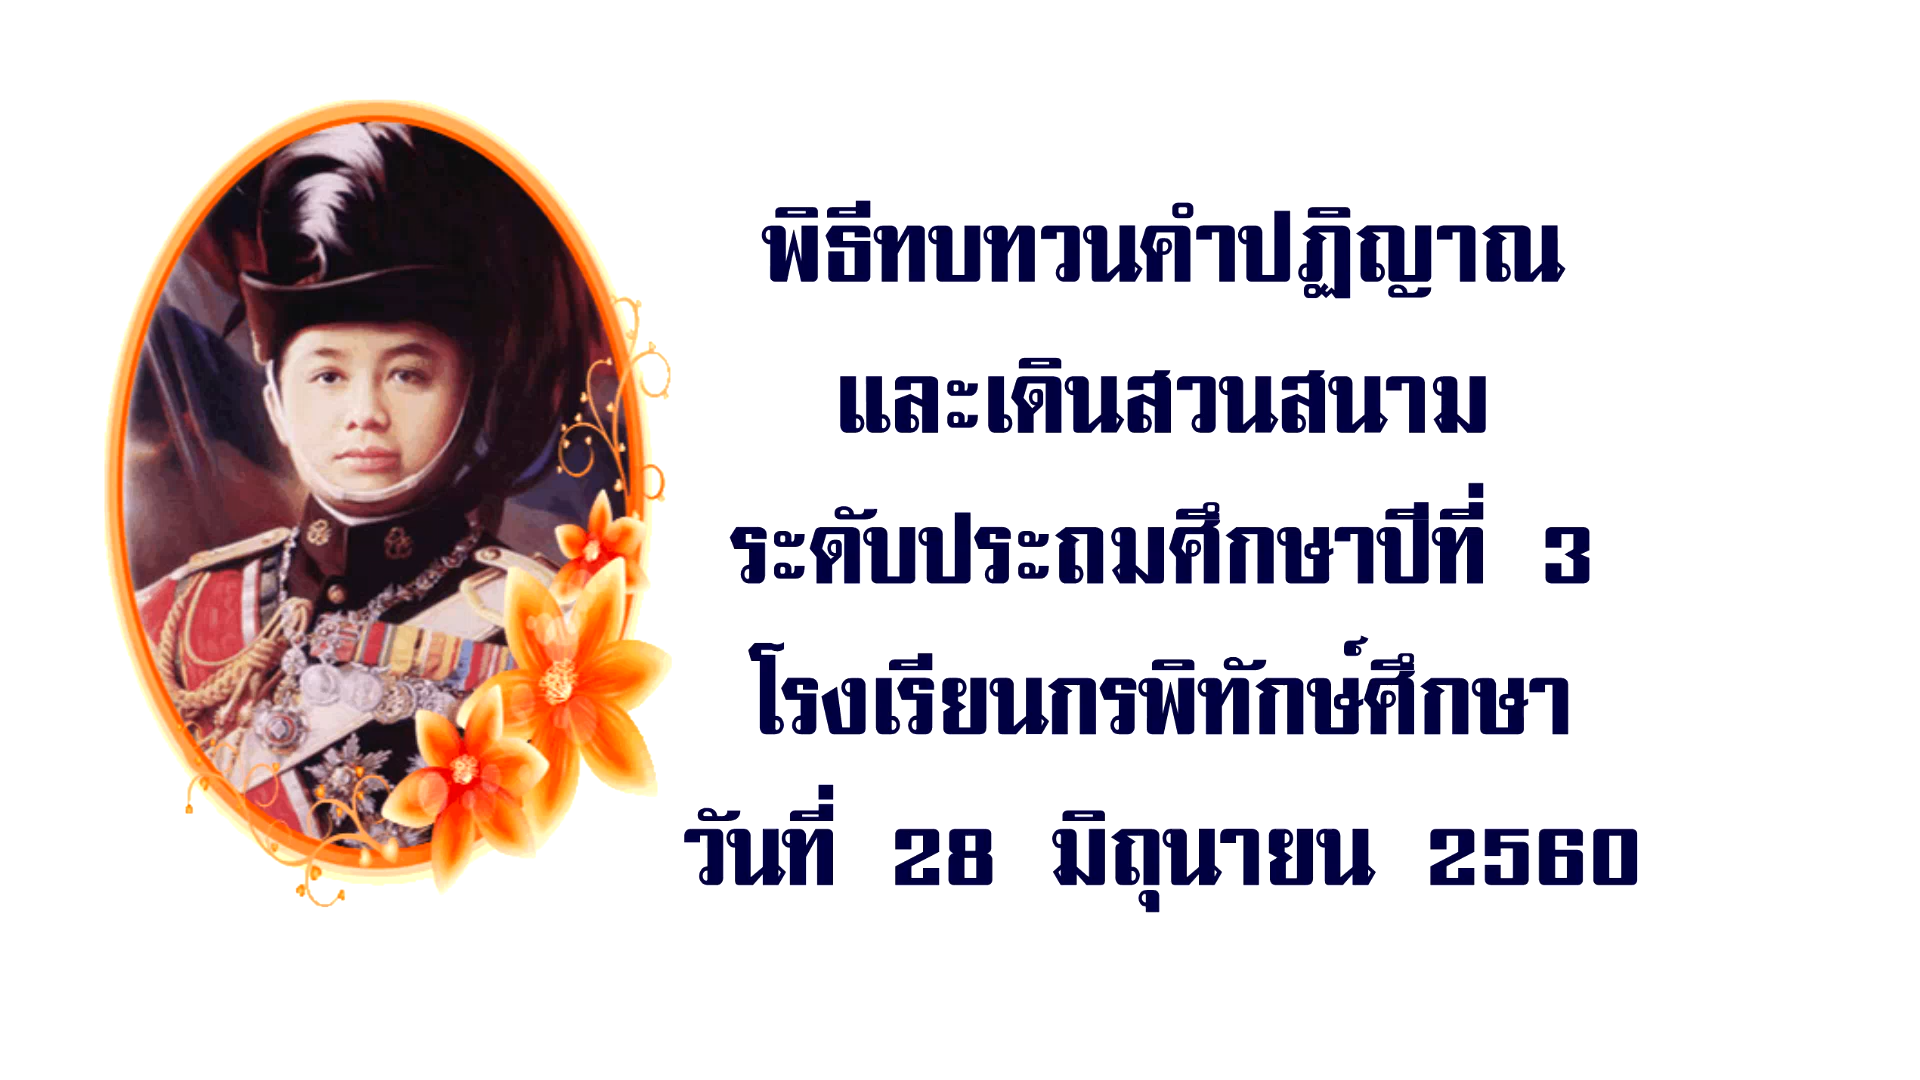 พิธีทบทวนคำปฏิญาณ
และเดินสวนสนาม
ระดับประถมศึกษาปีที่ 3
โรงเรียนกรพิทักษ์ศึกษา
วันที่ 28 มิถุนายน 2560